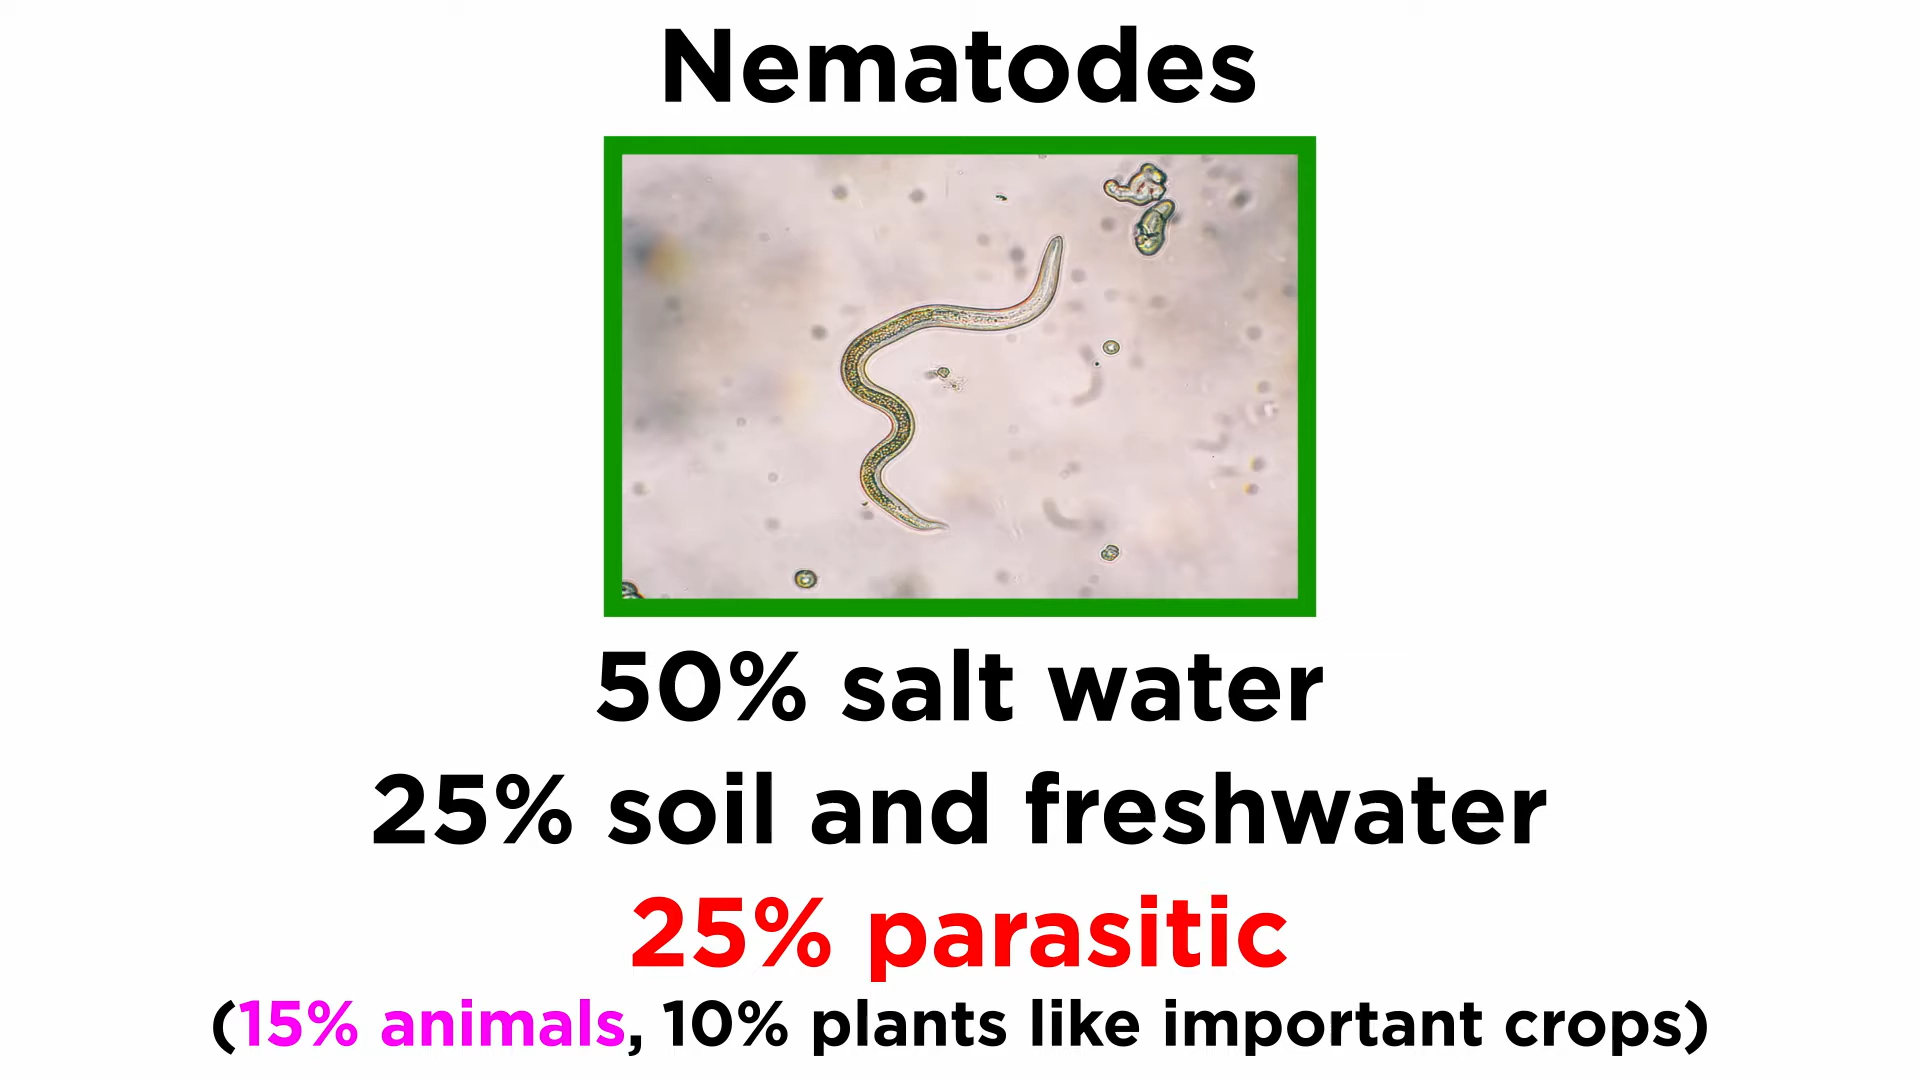 Nematodes
50% salt water
25% soil and freshwater
25% parasitic
(15% animals, 10% plants like important crops)